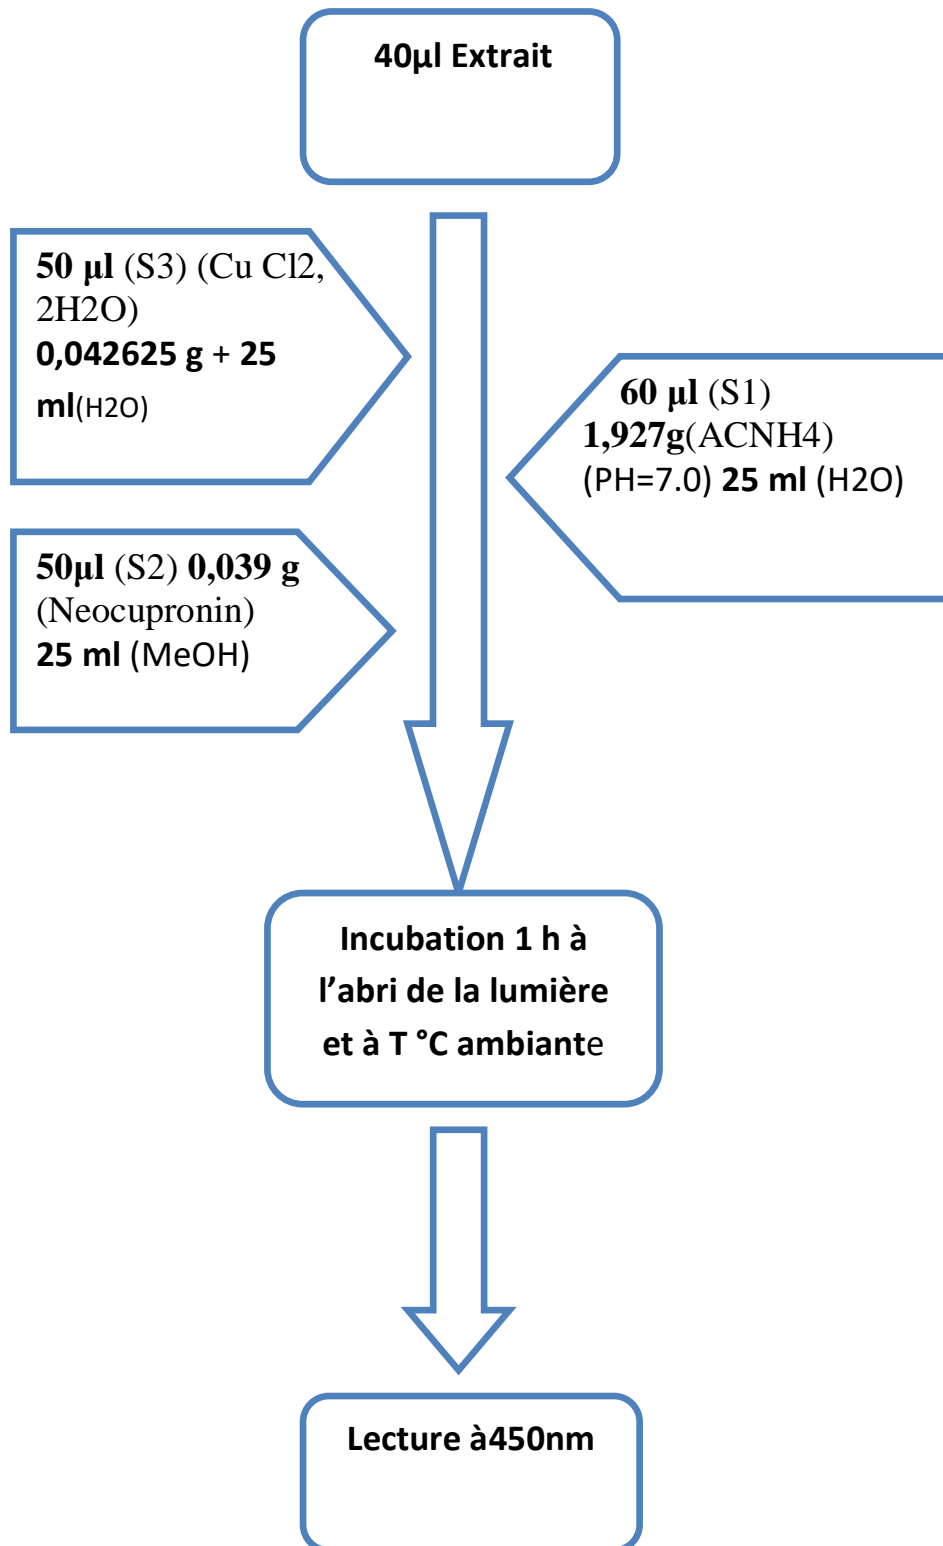 40µl Extrait
50 µl (S3) (Cu Cl2,
2H2O)
0,042625 g + 25
ml(H2O)
60 µl (S1)
1,927g(ACNH4)
(PH=7.0) 25 ml (H2O)
50µl (S2) 0,039 g
(Neocupronin)
25 ml (MeOH)
Incubation 1 h à
l’abri de la lumière
et à T °C ambiante
Lecture à450nm